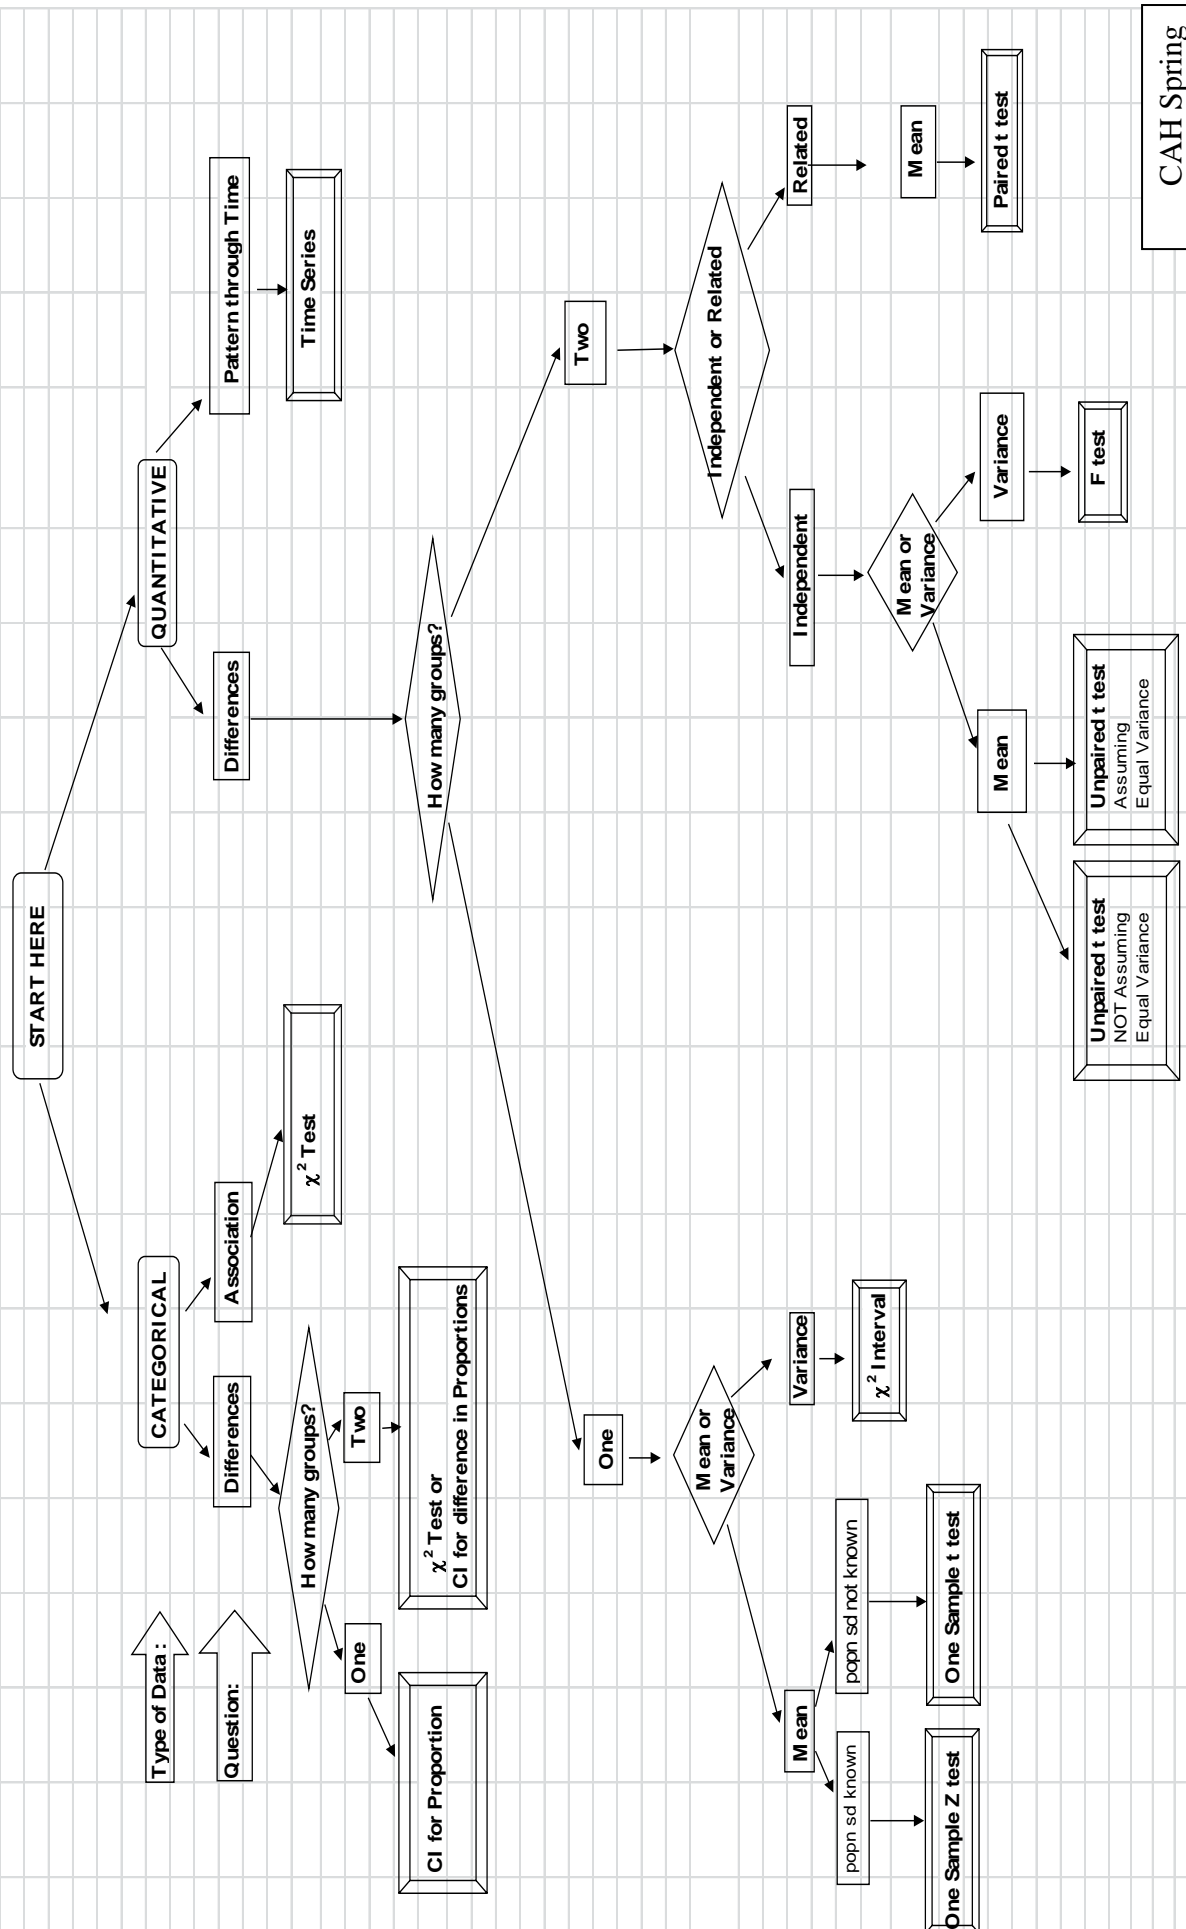 START HERE
CATEGORICAL
QUANTITATIVE
Type of Data :
Question:
Differences
Association
Differences
Pattern through Time
How many groups?
χ² Test
Time Series
One
Two
CI for Proportion
χ² Test or
CI for difference in Proportions
How many groups?
One
Two
Mean or
Variance
Independent or Related
Mean
Variance
Independent
Related
popn sd known
popn sd not known
χ² Interval
Mean or
Variance
Mean
One Sample Z test
One Sample t test
Mean
Variance
Paired t test
Unpaired t test
NOT Assuming
Equal Variance
Unpaired t test
Assuming
Equal Variance
F test
CAH Spring